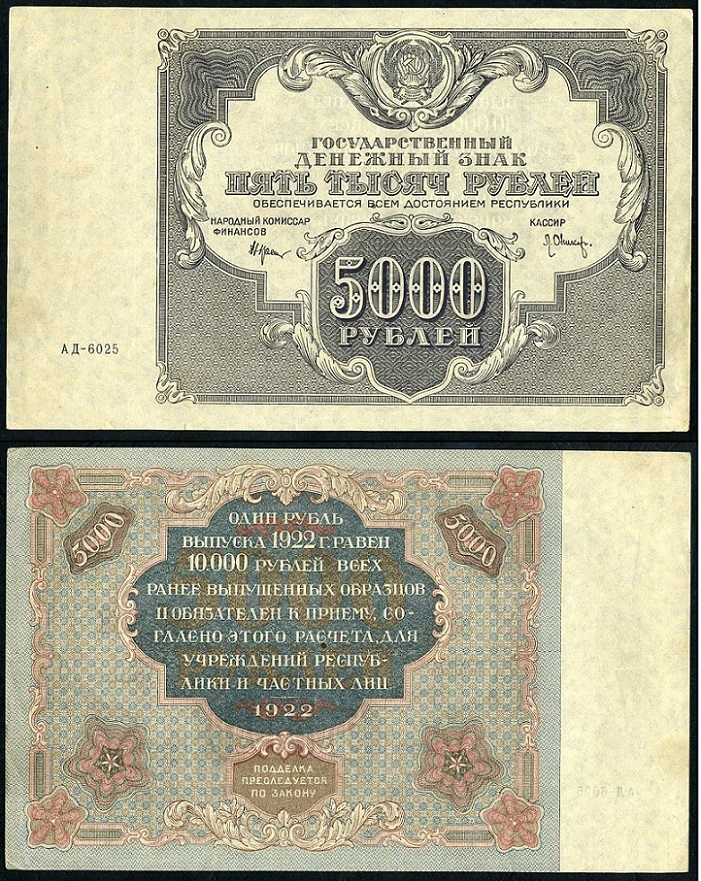 ГОСУДАРСТВЕННЫЙ
ДЕНЕЖНЫЙ ЗНАК
ПЯТЬ ТЫСЯЧ РУБЛЕЙ
ОБЕСПЕЧИВАЕТСЯ ВСЕМ ДОСТОЯНИЕМ РЕСПУБЛИКИ
НАРОДНЫЙ КОМИССАР
ФИНАНСОВ
КАССИР
5000
РУБЛЕЙ
АД-6025
5000
5000
ОДИН РУБЛЬ
ВЫПУСКА 1922 Г. РАВЕН
10.000 РУБЛЕЙ ВСЕХ
РАНЕЕ ВЫПУЩЕННЫХ ОБРАЗЦОВ
И ОБЯЗАТЕЛЕН К ПРИЕМУ, СО-
ГЛАСНО ЭТОГО РАСЧЕТА, ДЛЯ
УЧРЕЖДЕНИЙ РЕСПУБ-
ЛИКИ И ЧАСТНЫХ ЛИЦ
1922
ПОДДЕЛКА
ПРЕСЛЕДУЕТСЯ
ПО ЗАКОНУ